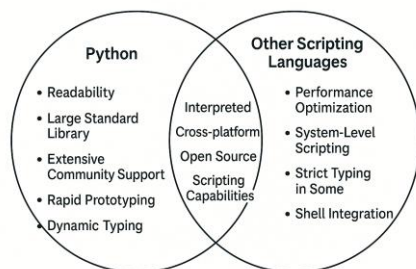 Python
• Readability
• Large Standard
Library
• Extensive
Community Support
• Rapid Prototyping
• Dynamic Typing
Interpreted
Cross-platform
Open Source
Scripting
Capabilities
Other Scripting
Languages
• Performance
Optimization
• System-Level
Scripting
• Strict Typing
in Some
• Shell Integration